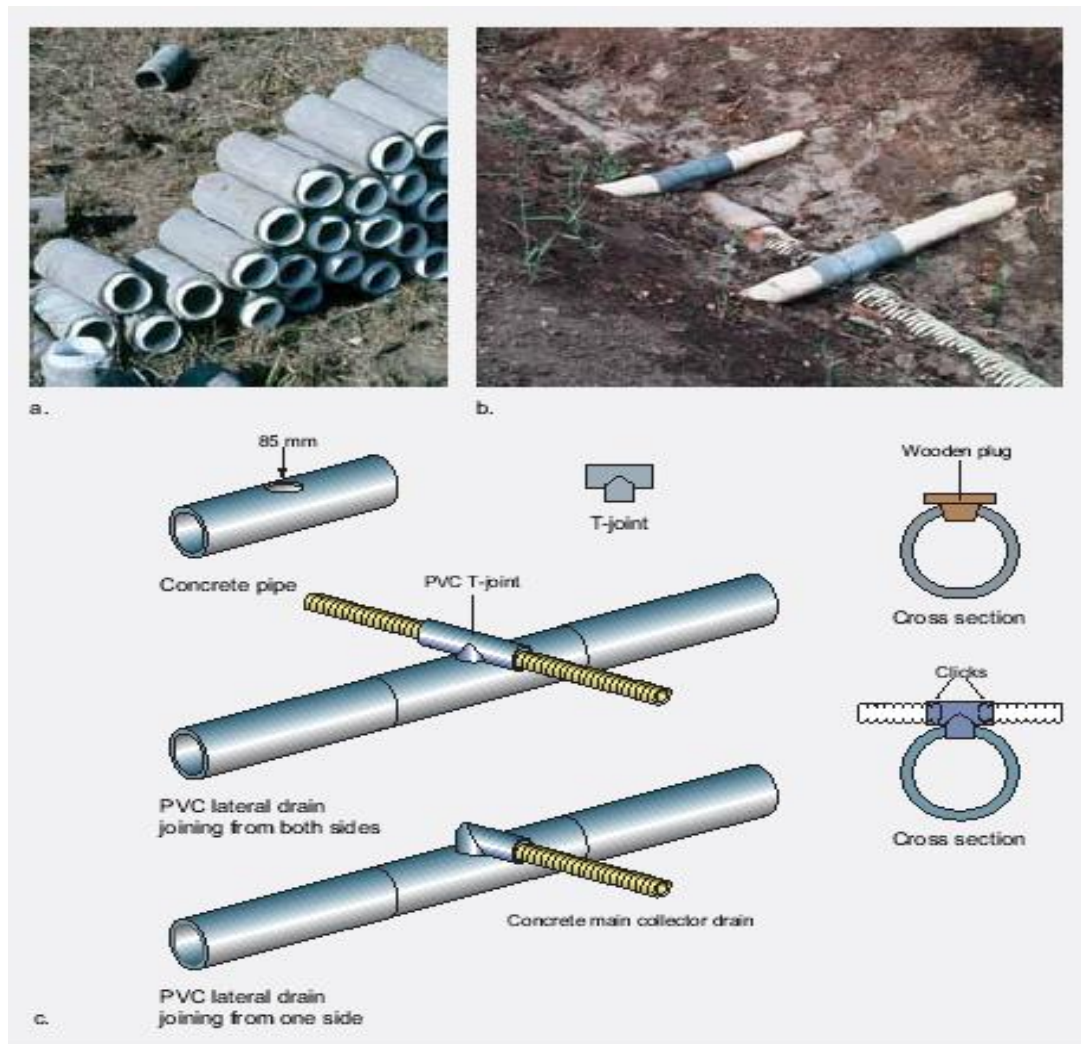 a.
b.
85 mm
Concrete pipe
T-joint
Wooden plug
Cross section
PVC T-joint
PVC lateral drain
joining from both sides
Clicks
Cross section
Concrete main collector drain
PVC lateral drain
joining from one side
c.